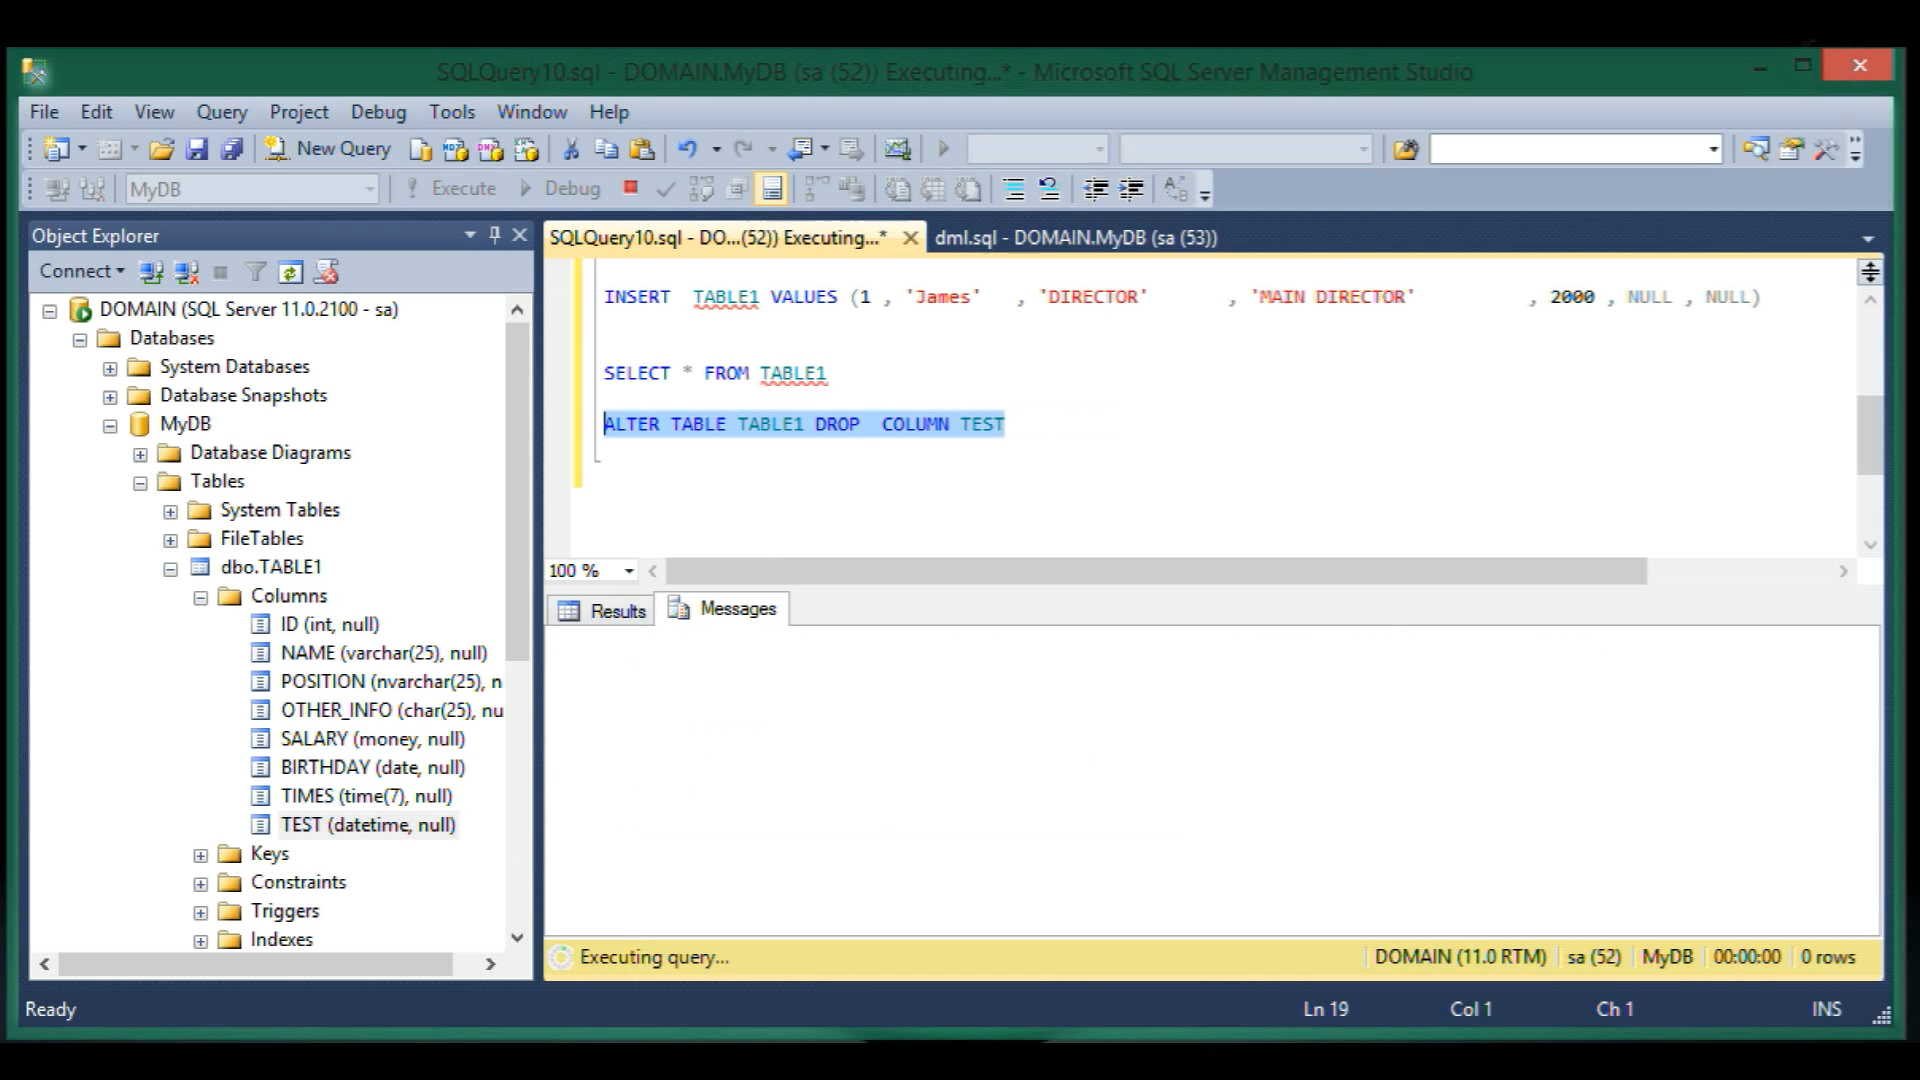 SQLQuery10.sql - DOMAIN.MyDB (sa (52)) Executing...* - Microsoft SQL Server Management Studio
File Edit View Query Project Debug Tools Window Help
New Query
MyDB Execute Debug
Object Explorer
SQLQuery10.sql - DO...(52)) Executing...*
dml.sql - DOMAIN.MyDB (sa (53))
Connect
DOMAIN (SQL Server 11.0.2100 - sa)
Databases
System Databases
Database Snapshots
MyDB
Database Diagrams
Tables
System Tables
FileTables
dbo.TABLE1
Columns
ID (int, null)
NAME (varchar(25), null)
POSITION (nvarchar(25), n
OTHER_INFO (char(25), nu
SALARY (money, null)
BIRTHDAY (date, null)
TIMES (time(7), null)
TEST (datetime, null)
Keys
Constraints
Triggers
Indexes
INSERT TABLE1 VALUES (1 , 'James' , 'DIRECTOR' , 'MAIN DIRECTOR' , 2000 , NULL , NULL)
SELECT * FROM TABLE1
ALTER TABLE TABLE1 DROP COLUMN TEST
100 %
Results Messages
Executing query... DOMAIN (11.0 RTM) sa (52) MyDB 00:00:00 0 rows
Ready Ln 19 Col 1 Ch 1 INS